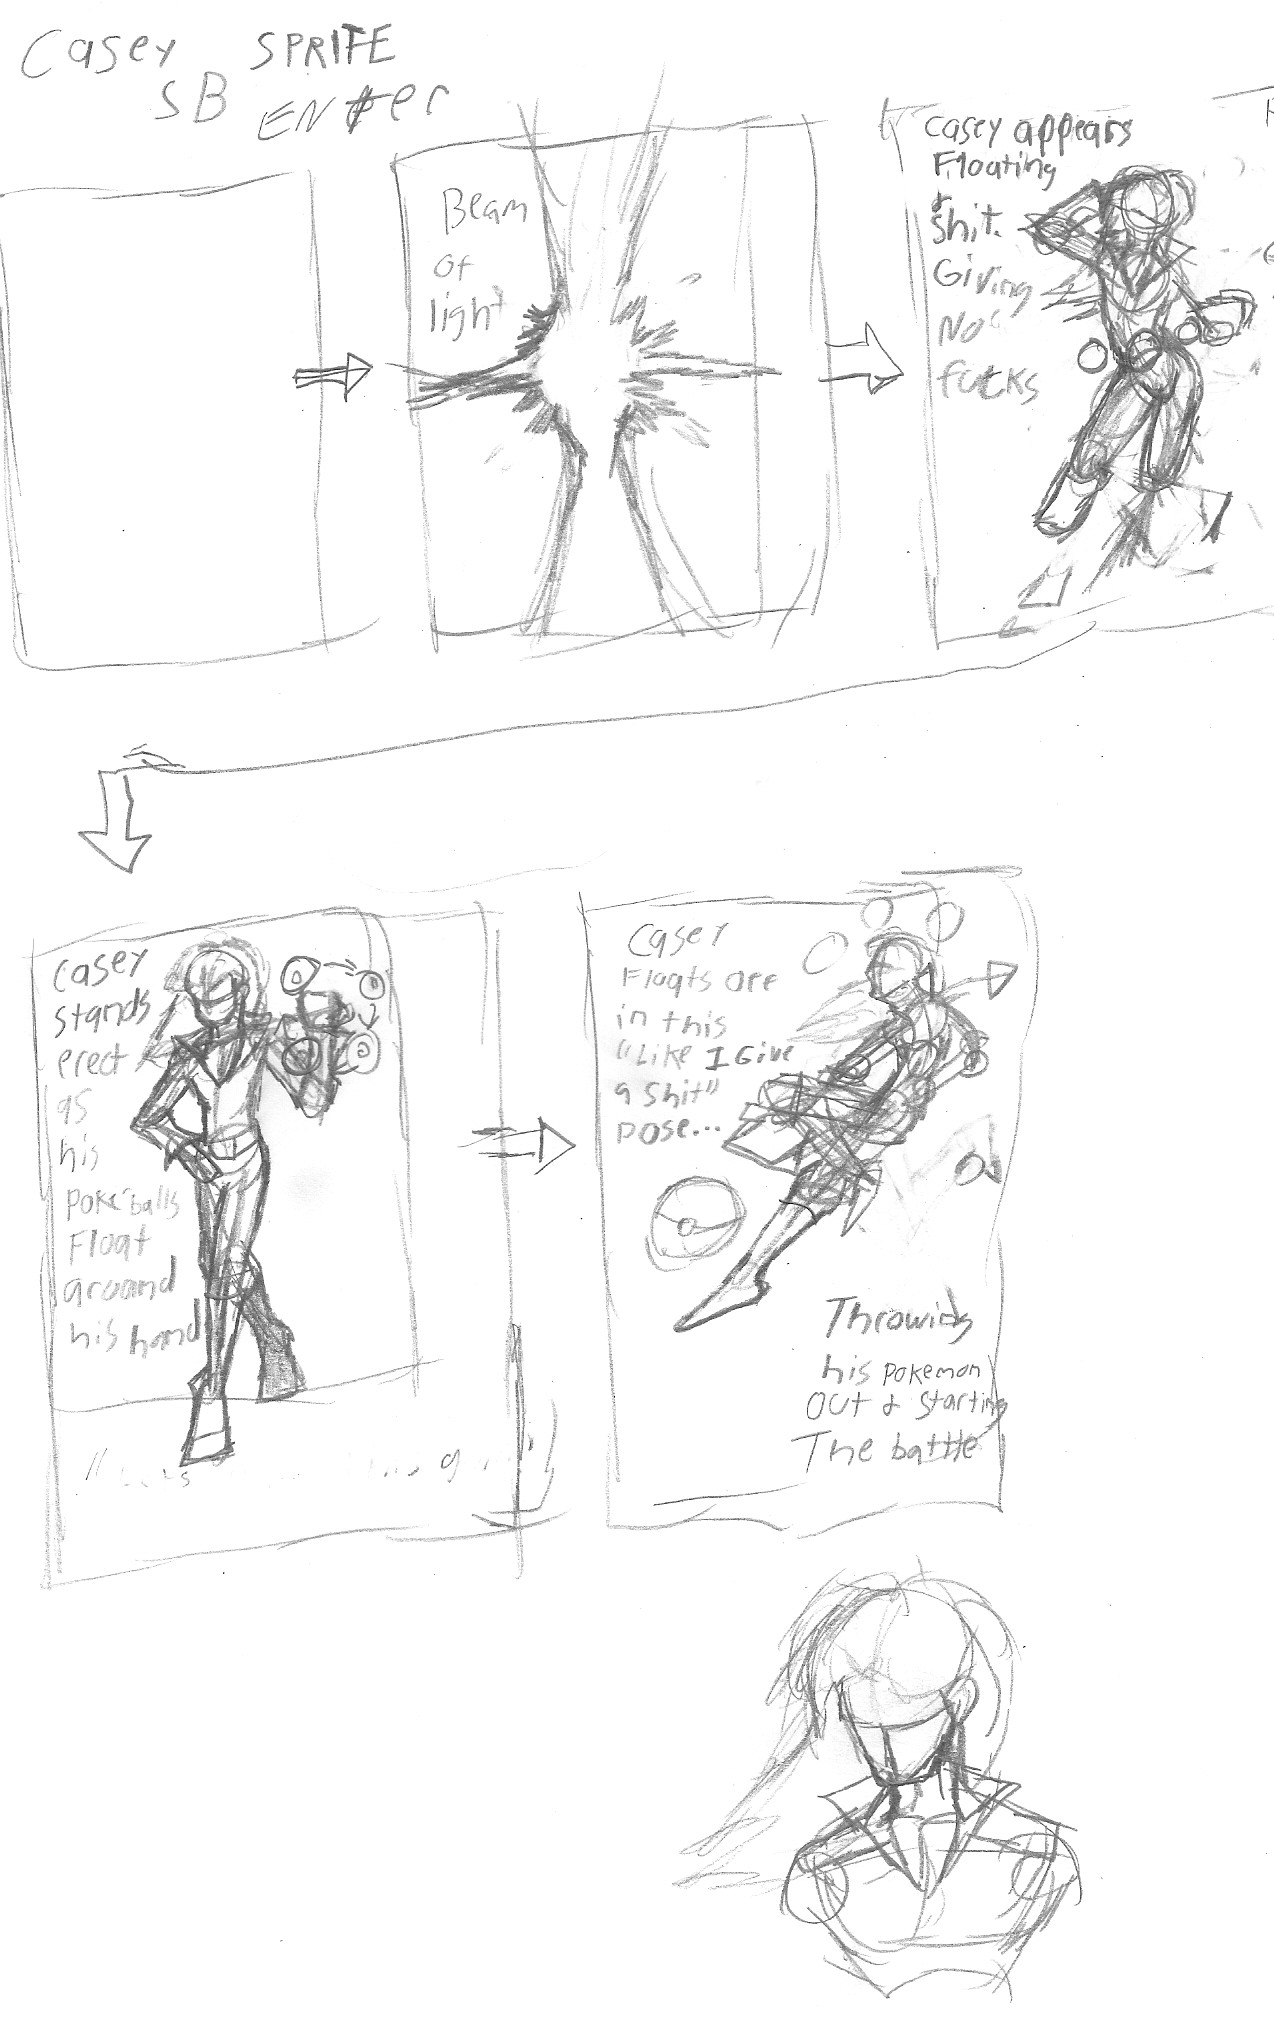 Casey SPRITE
SB ENter
Beam
of
light
Casey appears
Floating
&
shit.
Giving
No
fucks
Casey
stands
erect
as
his
poke'balls
Float
around
his hand
Casey
Floats off
in this
"Like I Give
a shit"
pose...
Throwing
his pokemon
out & starting
The battle